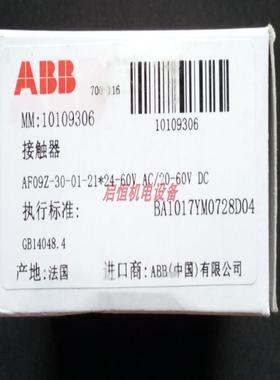 ABB
700-116
MM:10109306
10109306
接触器
AF09Z-30-01-21*24-60V AC/20-60V DC
启恒机电设备
执行标准:
BA1017YM0728D04
GB14048.4
产地:法国
进口商:ABB(中国)有限公司